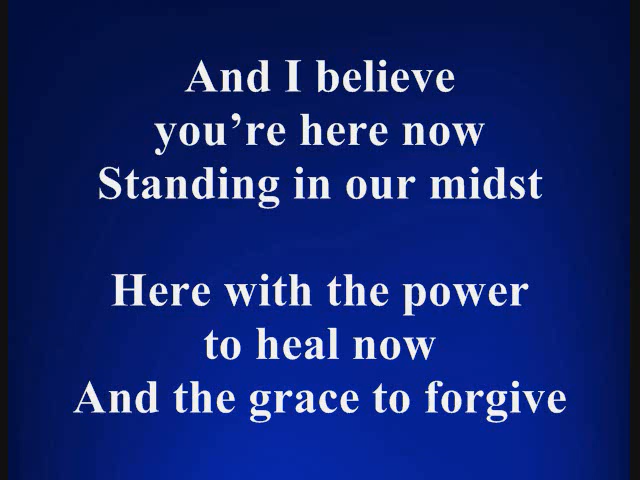 And I believe
you’re here now
Standing in our midst
Here with the power
to heal now
And the grace to forgive